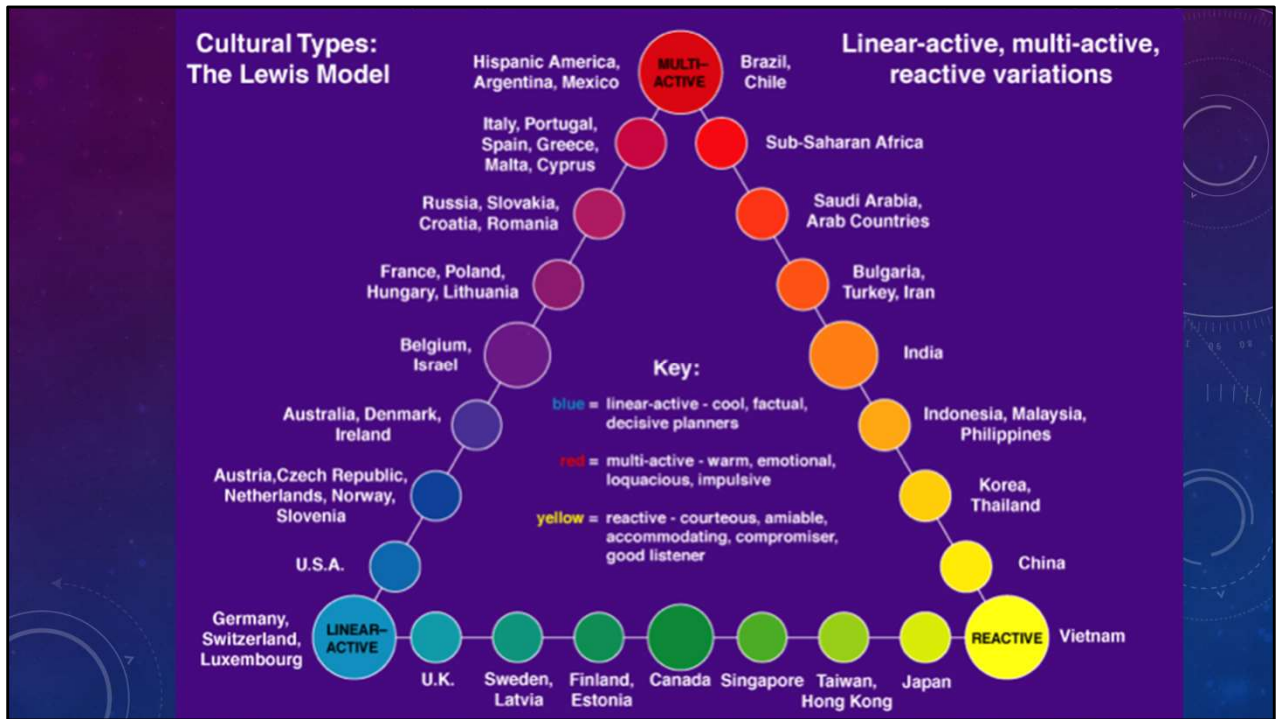 Cultural Types:
The Lewis Model
Linear-active, multi-active,
reactive variations
Hispanic America,
Argentina, Mexico
MULTI-
ACTIVE
Brazil,
Chile
Italy, Portugal,
Spain, Greece,
Malta, Cyprus
Sub-Saharan Africa
Russia, Slovakia,
Croatia, Romania
Saudi Arabia,
Arab Countries
France, Poland,
Hungary, Lithuania
Bulgaria,
Turkey, Iran
Belgium,
Israel
India
Key:
blue = linear-active - cool, factual,
decisive planners
red = multi-active - warm, emotional,
loquacious, impulsive
yellow = reactive - courteous, amiable,
accommodating, compromiser,
good listener
Australia, Denmark,
Ireland
Indonesia, Malaysia,
Philippines
Austria,Czech Republic,
Netherlands, Norway,
Slovenia
Korea,
Thailand
U.S.A.
China
Germany,
Switzerland,
Luxembourg
LINEAR-
ACTIVE
REACTIVE
Vietnam
U.K.
Sweden,
Latvia
Finland,
Estonia
Canada
Singapore
Taiwan,
Hong Kong
Japan